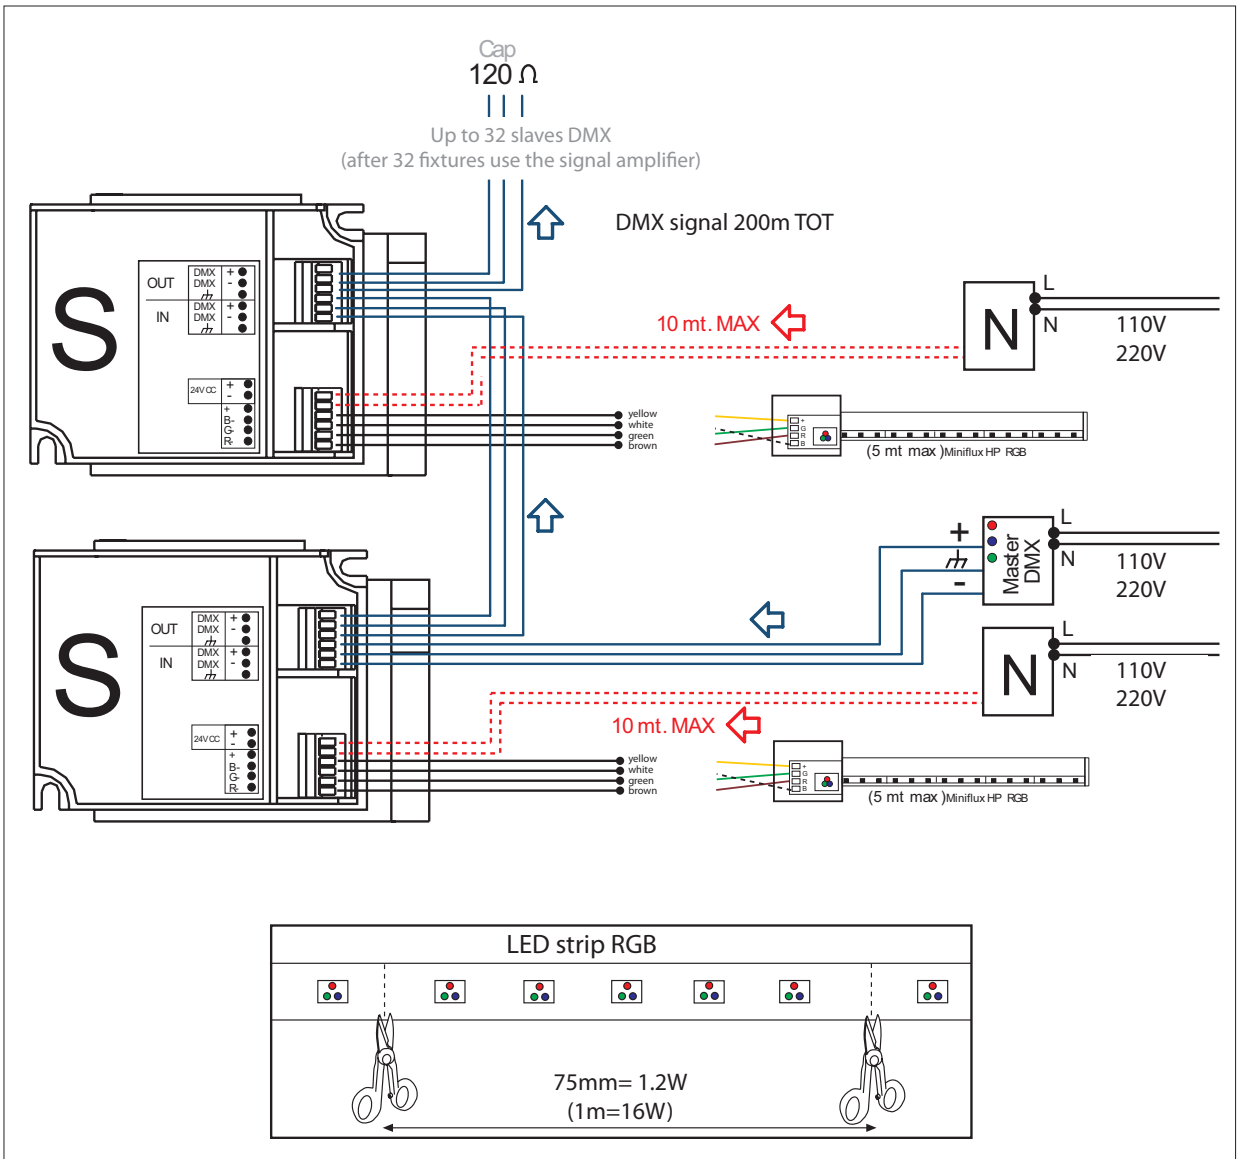 Cap
120 Ω
Up to 32 slaves DMX
(after 32 fixtures use the signal amplifier)
DMX signal 200m TOT
S
OUT
DMX +
DMX -
IN
DMX +
DMX -
24V CC
+
-
+
B-
G-
R-
10 mt. MAX
N
L
N
110V
220V
yellow
white
green
brown
+
G
R
B
(5 mt max )Miniflux HP RGB
+
-
Master
DMX
L
N
110V
220V
S
OUT
DMX +
DMX -
IN
DMX +
DMX -
24V CC
+
-
+
B-
G-
R-
10 mt. MAX
N
L
N
110V
220V
yellow
white
green
brown
+
G
R
B
(5 mt max )Miniflux HP RGB
LED strip RGB
75mm= 1.2W
(1m=16W)